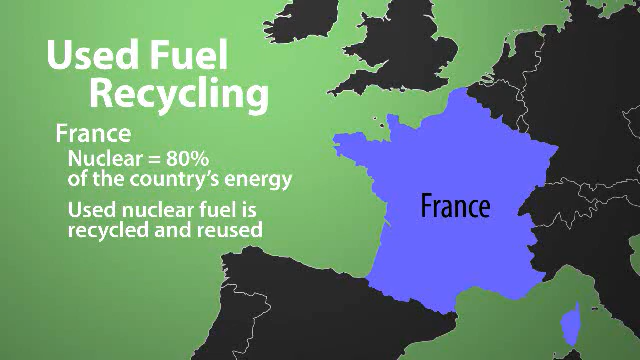 Used Fuel
Recycling
France
Nuclear = 80%
of the country's energy
Used nuclear fuel is
recycled and reused
France